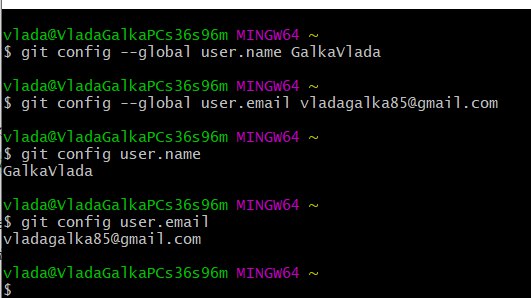 vlada@VladaGalkaPCs36s96m MINGW64 ~
$ git config --global user.name GalkaVlada
vlada@VladaGalkaPCs36s96m MINGW64 ~
$ git config --global user.email vladagalka85@gmail.com
vlada@VladaGalkaPCs36s96m MINGW64 ~
$ git config user.name
GalkaVlada
vlada@VladaGalkaPCs36s96m MINGW64 ~
$ git config user.email
vladagalka85@gmail.com
vlada@VladaGalkaPCs36s96m MINGW64 ~
$